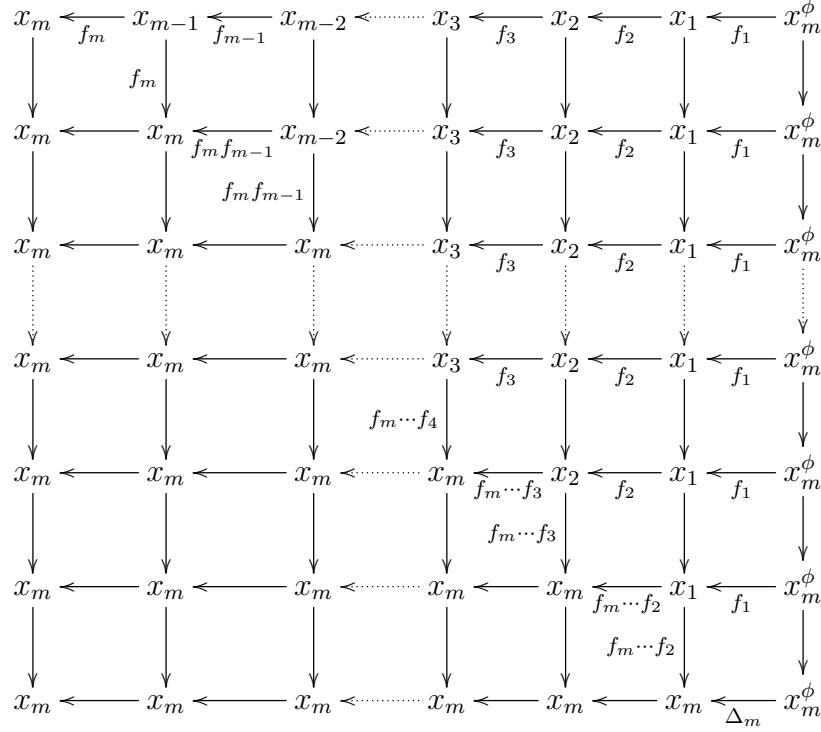 x_m x_{m-1} x_{m-2} x_3 x_2 x_1 x_m^ϕ
f_m f_{m-1} f_3 f_2 f_1
f_m
x_m x_m x_{m-2} x_3 x_2 x_1 x_m^ϕ
f_m f_{m-1} f_3 f_2 f_1
f_m f_{m-1}
x_m x_m x_m x_3 x_2 x_1 x_m^ϕ
f_3 f_2 f_1
x_m x_m x_m x_3 x_2 x_1 x_m^ϕ
f_3 f_2 f_1
f_m⋯f_4
x_m x_m x_m x_m x_2 x_1 x_m^ϕ
f_m⋯f_3 f_2 f_1
f_m⋯f_3
x_m x_m x_m x_m x_m x_1 x_m^ϕ
f_m⋯f_2 f_1
f_m⋯f_2
x_m x_m x_m x_m x_m x_m x_m^ϕ
Δ_m